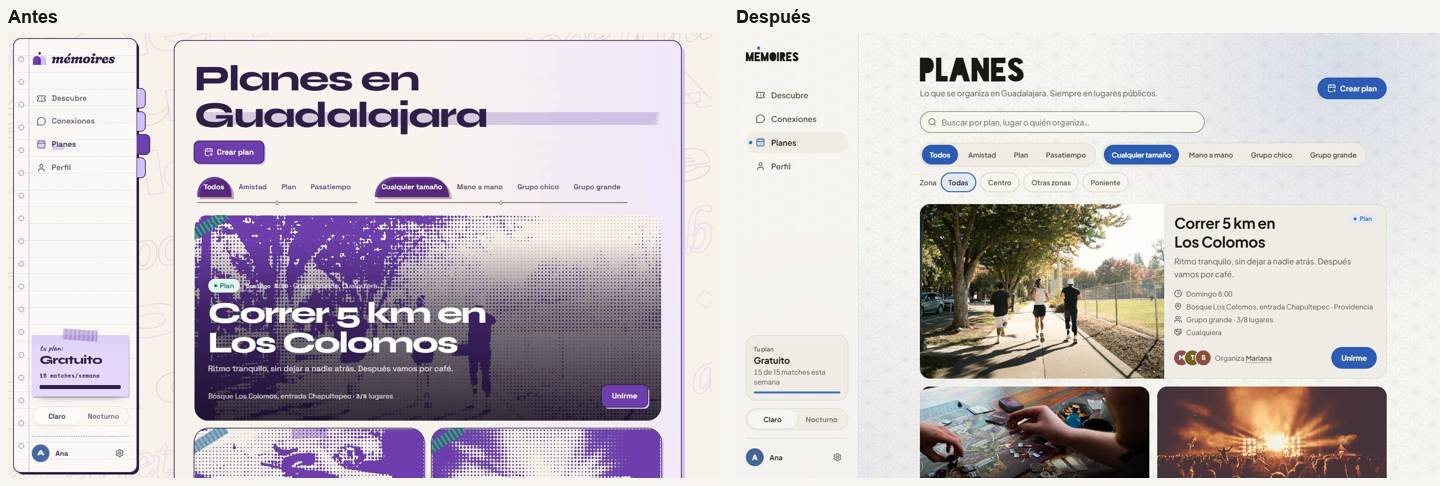 Antes
mémoires
Descubre
Conexiones
Planes
Perfil
tu plan:
Gratuito
15 matches/semana
Claro
Nocturno
A
Ana
Planes en
Guadalajara
Crear plan
Todos
Amistad
Plan
Pasatiempo
Cualquier tamaño
Mano a mano
Grupo chico
Grupo grande
Plan
Domingo 8:00 · Grupo grande,
Correr 5 km en
Los Colomos
Ritmo tranquilo, sin dejar a nadie atrás. Después vamos por café.
Bosque Los Colomos, entrada Chapultepec · 3/8 lugares
Unirme
Después
MÉMOIRES
Descubre
Conexiones
Planes
Perfil
Tu plan
Gratuito
15 de 15 matches esta
semana
Claro
Nocturno
A
Ana
PLANES
Lo que se organiza en Guadalajara. Siempre en lugares públicos.
Crear plan
Buscar por plan, lugar o quién organiza...
Todos
Amistad
Plan
Pasatiempo
Cualquier tamaño
Mano a mano
Grupo chico
Grupo grande
Zona
Todas
Centro
Otras zonas
Poniente
Correr 5 km en
Los Colomos
Plan
Ritmo tranquilo, sin dejar a nadie atrás. Después
vamos por café.
Domingo 8:00
Bosque Los Colomos, entrada Chapultepec · Providencia
Grupo grande · 3/8 lugares
Cualquiera
M T S
Organiza Mariana
Unirme